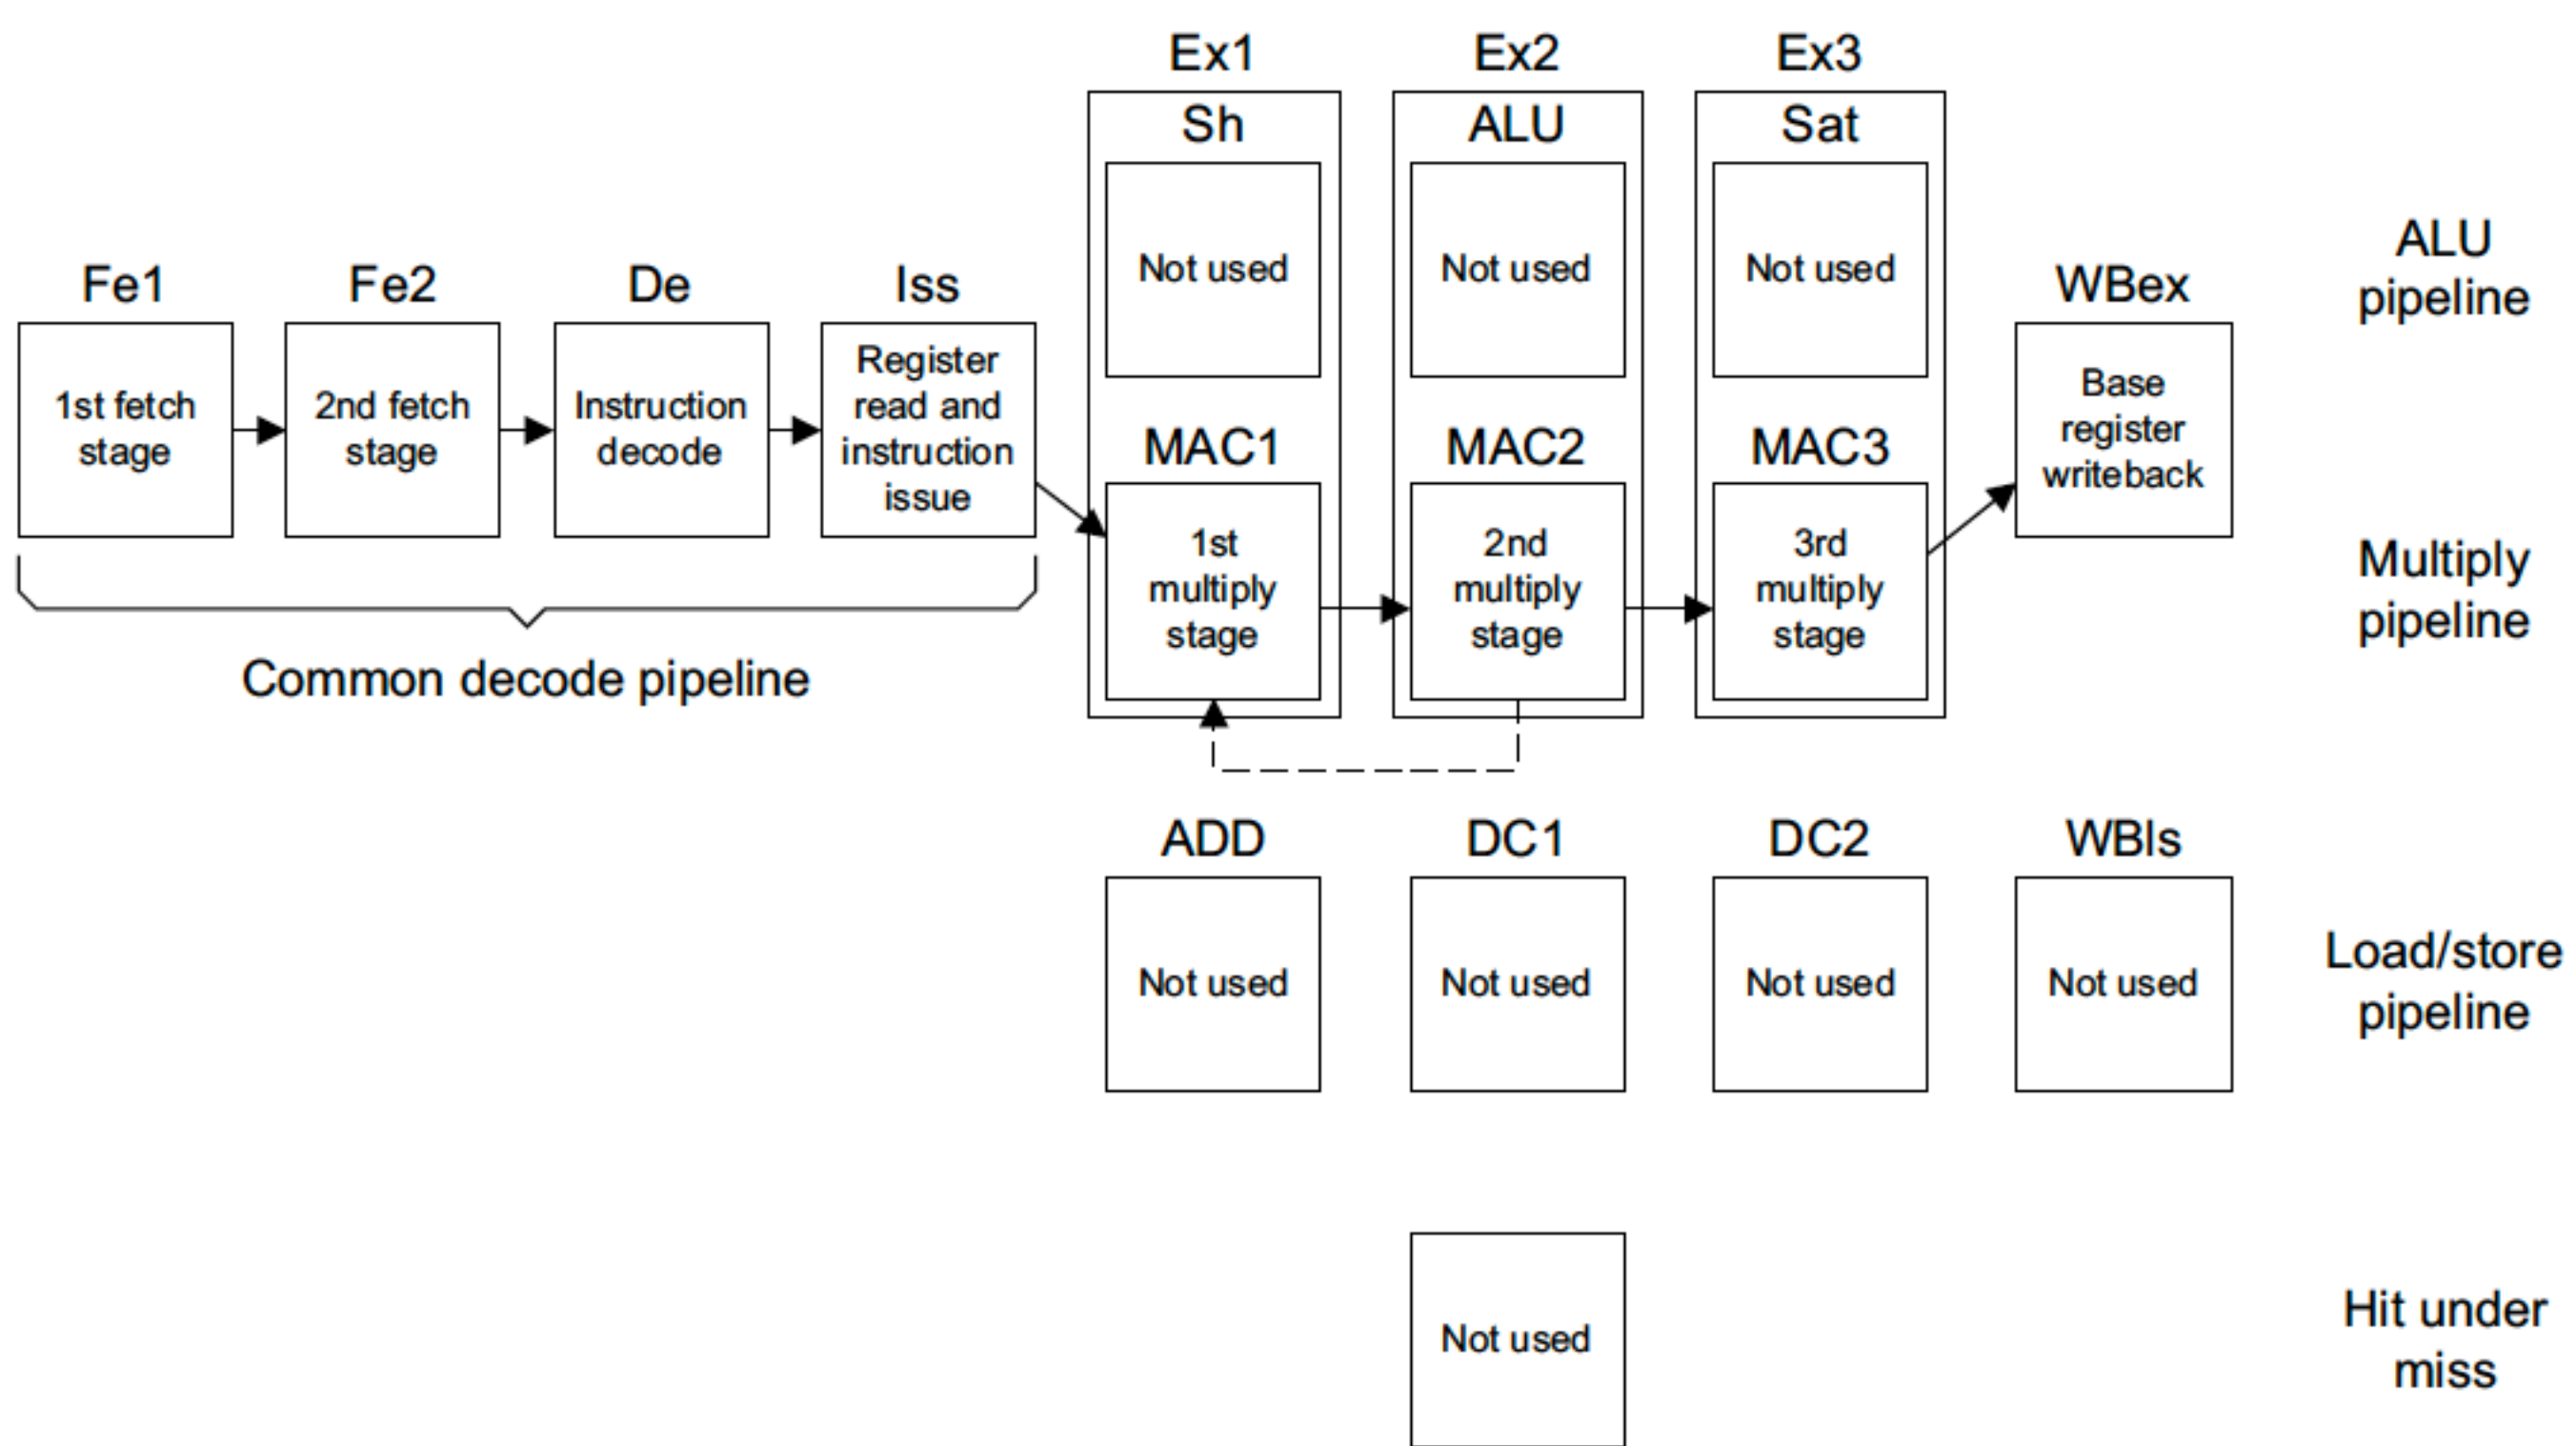 Ex1
Ex2
Ex3
Sh
ALU
Sat
Not used
Not used
Not used
ALU
pipeline
Fe1
Fe2
De
Iss
WBex
1st fetch
stage
2nd fetch
stage
Instruction
decode
Register
read and
instruction
issue
Base
register
writeback
MAC1
MAC2
MAC3
1st
multiply
stage
2nd
multiply
stage
3rd
multiply
stage
Multiply
pipeline
Common decode pipeline
ADD
DC1
DC2
WBls
Not used
Not used
Not used
Not used
Load/store
pipeline
Not used
Hit under
miss